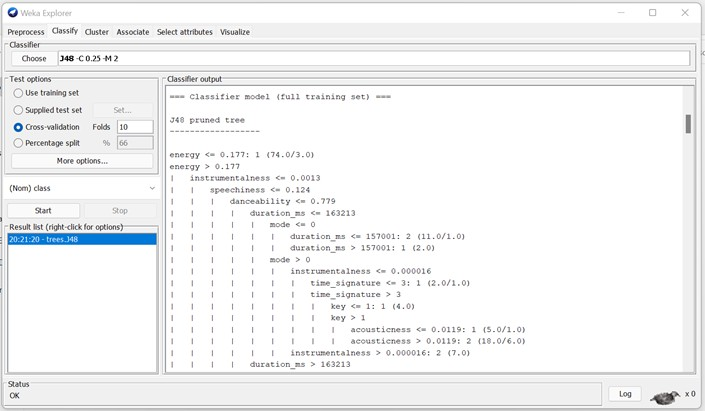 Weka Explorer
Preprocess Classify Cluster Associate Select attributes Visualize
Classifier
Choose J48 -C 0.25 -M 2
Test options
Use training set
Supplied test set Set...
Cross-validation Folds 10
Percentage split % 66
More options...
(Nom) class
Start Stop
Result list (right-click for options)
20:21:20 - trees.J48
Classifier output
=== Classifier model (full training set) ===
J48 pruned tree
------------------
energy <= 0.177: 1 (74.0/3.0)
energy > 0.177
| instrumentalness <= 0.0013
| | speechiness <= 0.124
| | | danceability <= 0.779
| | | | duration_ms <= 163213
| | | | | mode <= 0
| | | | | | duration_ms <= 157001: 2 (11.0/1.0)
| | | | | | duration_ms > 157001: 1 (2.0)
| | | | | mode > 0
| | | | | | instrumentalness <= 0.000016
| | | | | | | time_signature <= 3: 1 (2.0/1.0)
| | | | | | | time_signature > 3
| | | | | | | | key <= 1: 1 (4.0)
| | | | | | | | key > 1
| | | | | | | | | acousticness <= 0.0119: 1 (5.0/1.0)
| | | | | | | | | acousticness > 0.0119: 2 (18.0/6.0)
| | | | | | instrumentalness > 0.000016: 2 (7.0)
| | | | duration_ms > 163213
Status
OK
Log x 0